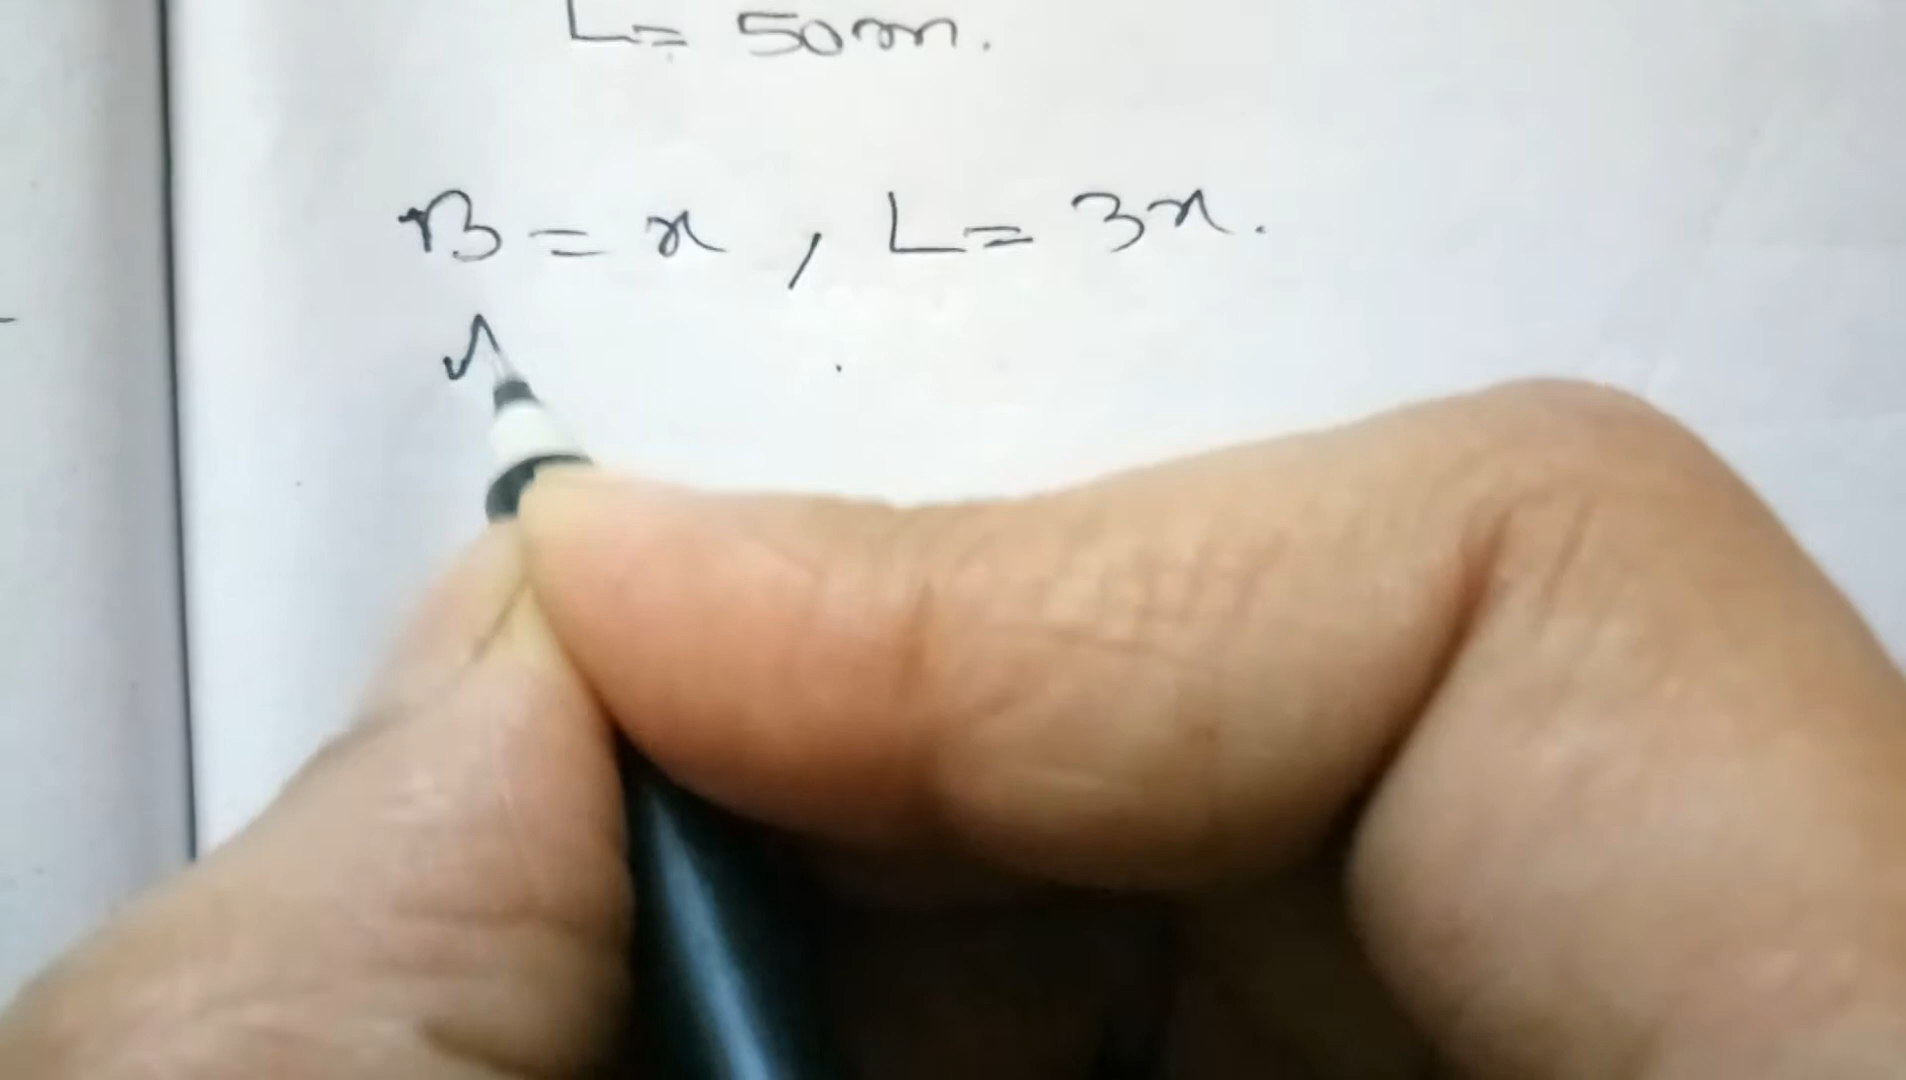 L= 50m.
B = x , L= 3x.